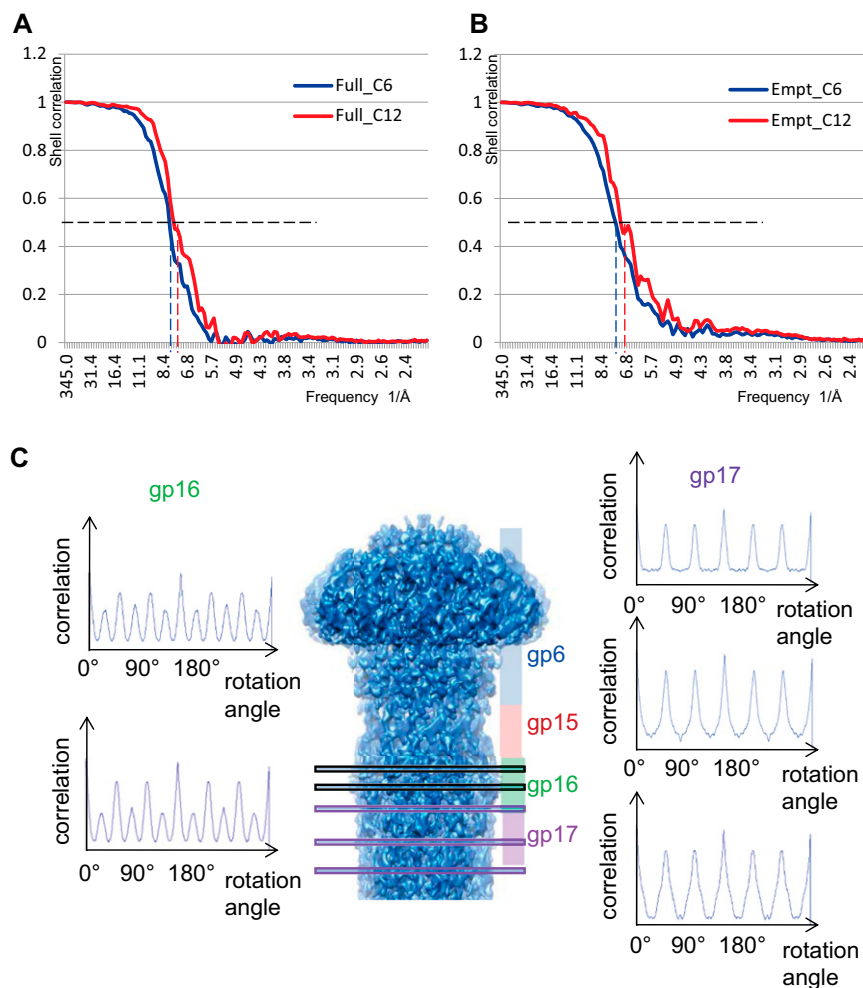 A
1.2
1
0.8
0.6
0.4
0.2
0
Shell correlation
Full_C6
Full_C12
345.0
31.4
16.4
11.1
8.4
6.8
5.7
4.9
4.3
3.8
3.4
3.1
2.9
2.6
2.4
Frequency 1/Å
B
1.2
1
0.8
0.6
0.4
0.2
0
Shell correlation
Empt_C6
Empt_C12
345.0
31.4
16.4
11.1
8.4
6.8
5.7
4.9
4.3
3.8
3.4
3.1
2.9
2.6
2.4
Frequency 1/Å
C
gp16
correlation
0° 90° 180°
rotation
angle
correlation
0° 90° 180°
rotation
angle
gp6
gp15
gp16
gp17
gp17
correlation
0° 90° 180°
rotation
angle
correlation
0° 90° 180°
rotation
angle
correlation
0° 90° 180°
rotation
angle